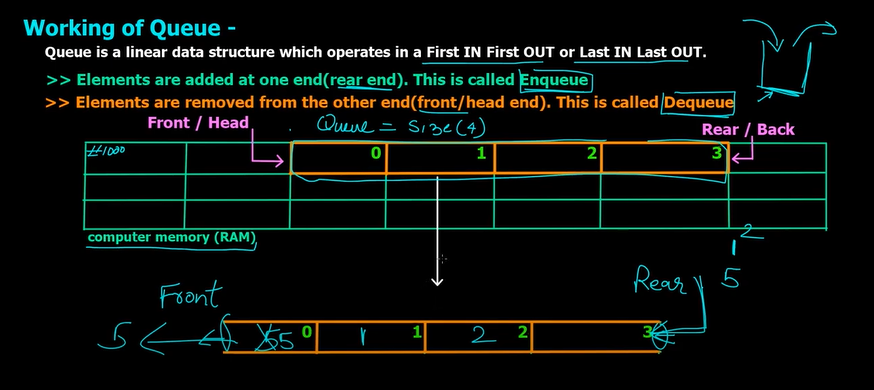 Working of Queue -
Queue is a linear data structure which operates in a First IN First OUT or Last IN Last OUT.
>> Elements are added at one end(rear end). This is called Enqueue
>> Elements are removed from the other end(front/head end). This is called Dequeue
Front / Head
Queue = Size(4)
Rear / Back
#1000
0 1 2 3
computer memory (RAM)
2
1
Front
Rear 5
5 5 0 1 1 2 2 3